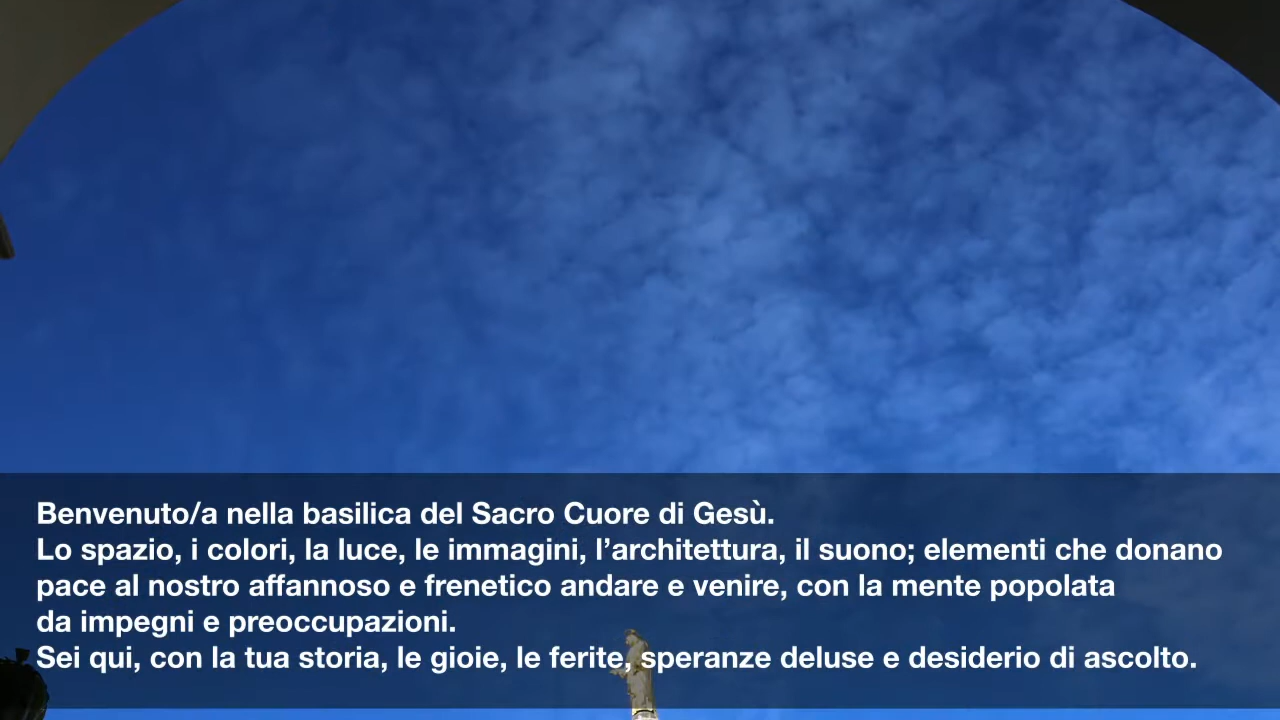 Benvenuto/a nella basilica del Sacro Cuore di Gesù.
Lo spazio, i colori, la luce, le immagini, l’architettura, il suono; elementi che donano
pace al nostro affannoso e frenetico andare e venire, con la mente popolata
da impegni e preoccupazioni.
Sei qui, con la tua storia, le gioie, le ferite, speranze deluse e desiderio di ascolto.